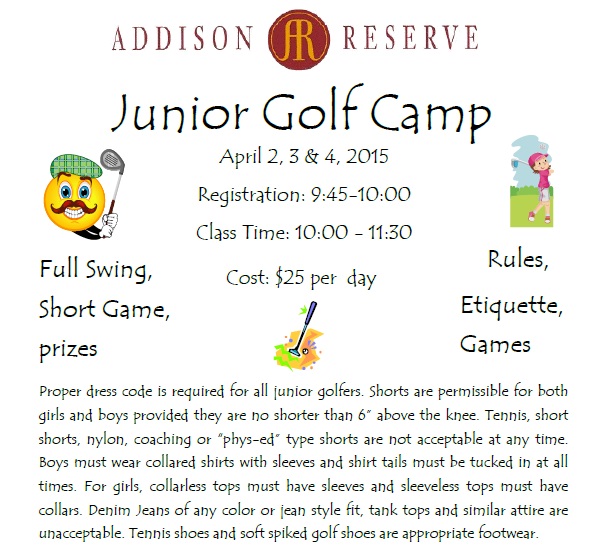 ADDISON AR RESERVE
Junior Golf Camp
April 2, 3 & 4, 2015
Registration: 9:45-10:00
Class Time: 10:00 - 11:30
Cost: $25 per day
Full Swing,
Short Game,
prizes
Rules,
Etiquette,
Games
Proper dress code is required for all junior golfers. Shorts are permissible for both
girls and boys provided they are no shorter than 6" above the knee. Tennis, short
shorts, nylon, coaching or "phys-ed" type shorts are not acceptable at any time.
Boys must wear collared shirts with sleeves and shirt tails must be tucked in at all
times. For girls, collarless tops must have sleeves and sleeveless tops must have
collars. Denim Jeans of any color or jean style fit, tank tops and similar attire are
unacceptable. Tennis shoes and soft spiked golf shoes are appropriate footwear.